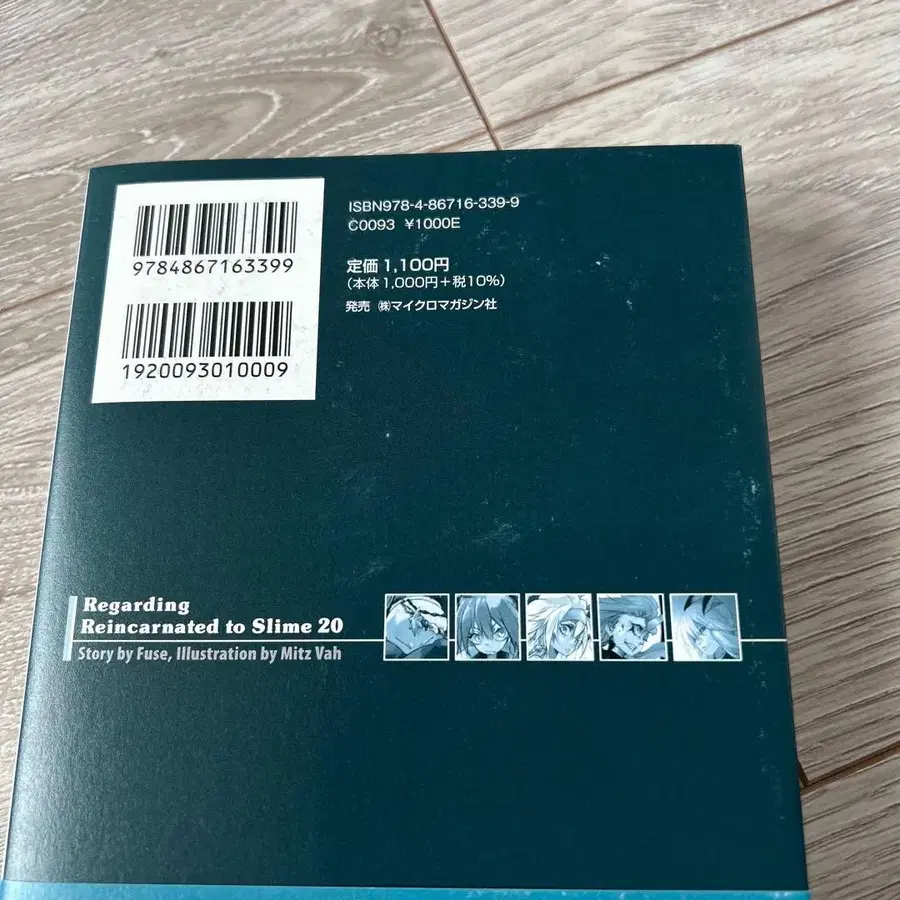 9784867163399
1920093010009
ISBN978-4-86716-339-9
C0093 ¥1000E
定価1,100円
(本体1,000円+税10%)
発売 ㈱マイクロマガジン社
Regarding
Reincarnated to Slime 20
Story by Fuse, Illustration by Mitz Vah